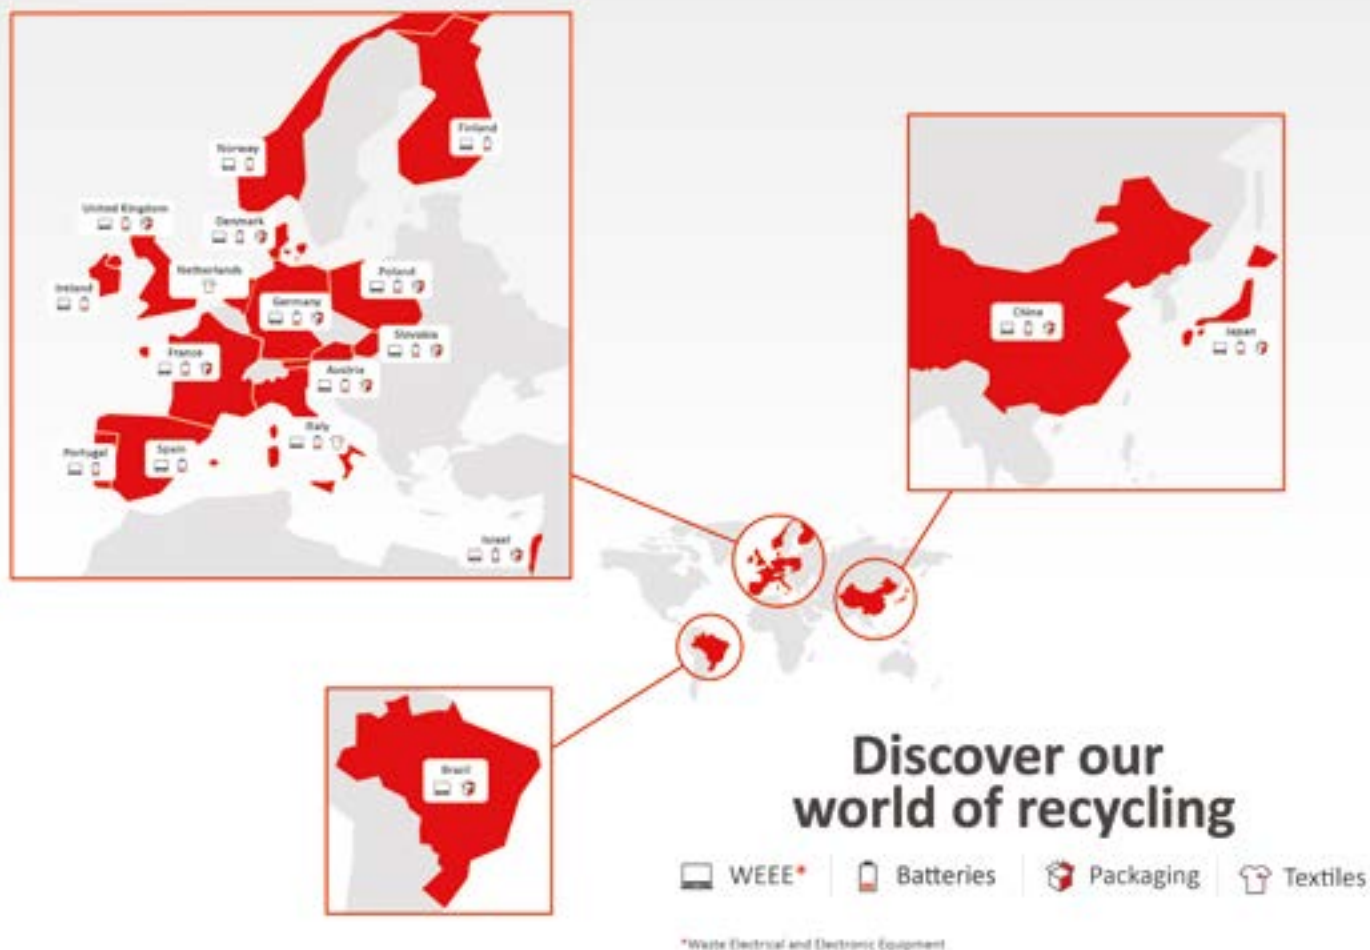 Finland
Norway
United Kingdom
Denmark
Netherlands
Poland
Ireland
Germany
Slovakia
France
Austria
Italy
Portugal
Spain
Israel
China
Japan
Brazil
Discover our
world of recycling
WEEE* Batteries Packaging Textiles
*Waste Electrical and Electronic Equipment